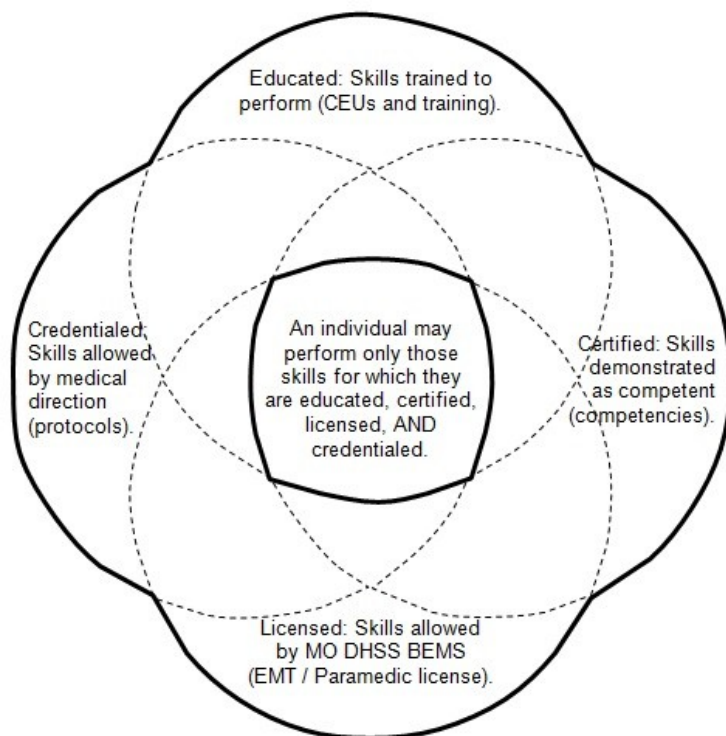 Educated: Skills trained to
perform (CEUs and training).
Credentialed:
Skills allowed
by medical
direction
(protocols).
An individual may
perform only those
skills for which they
are educated, certified,
licensed, AND
credentialed.
Certified: Skills
demonstrated
as competent
(competencies).
Licensed: Skills allowed
by MO DHSS BEMS
(EMT / Paramedic license).